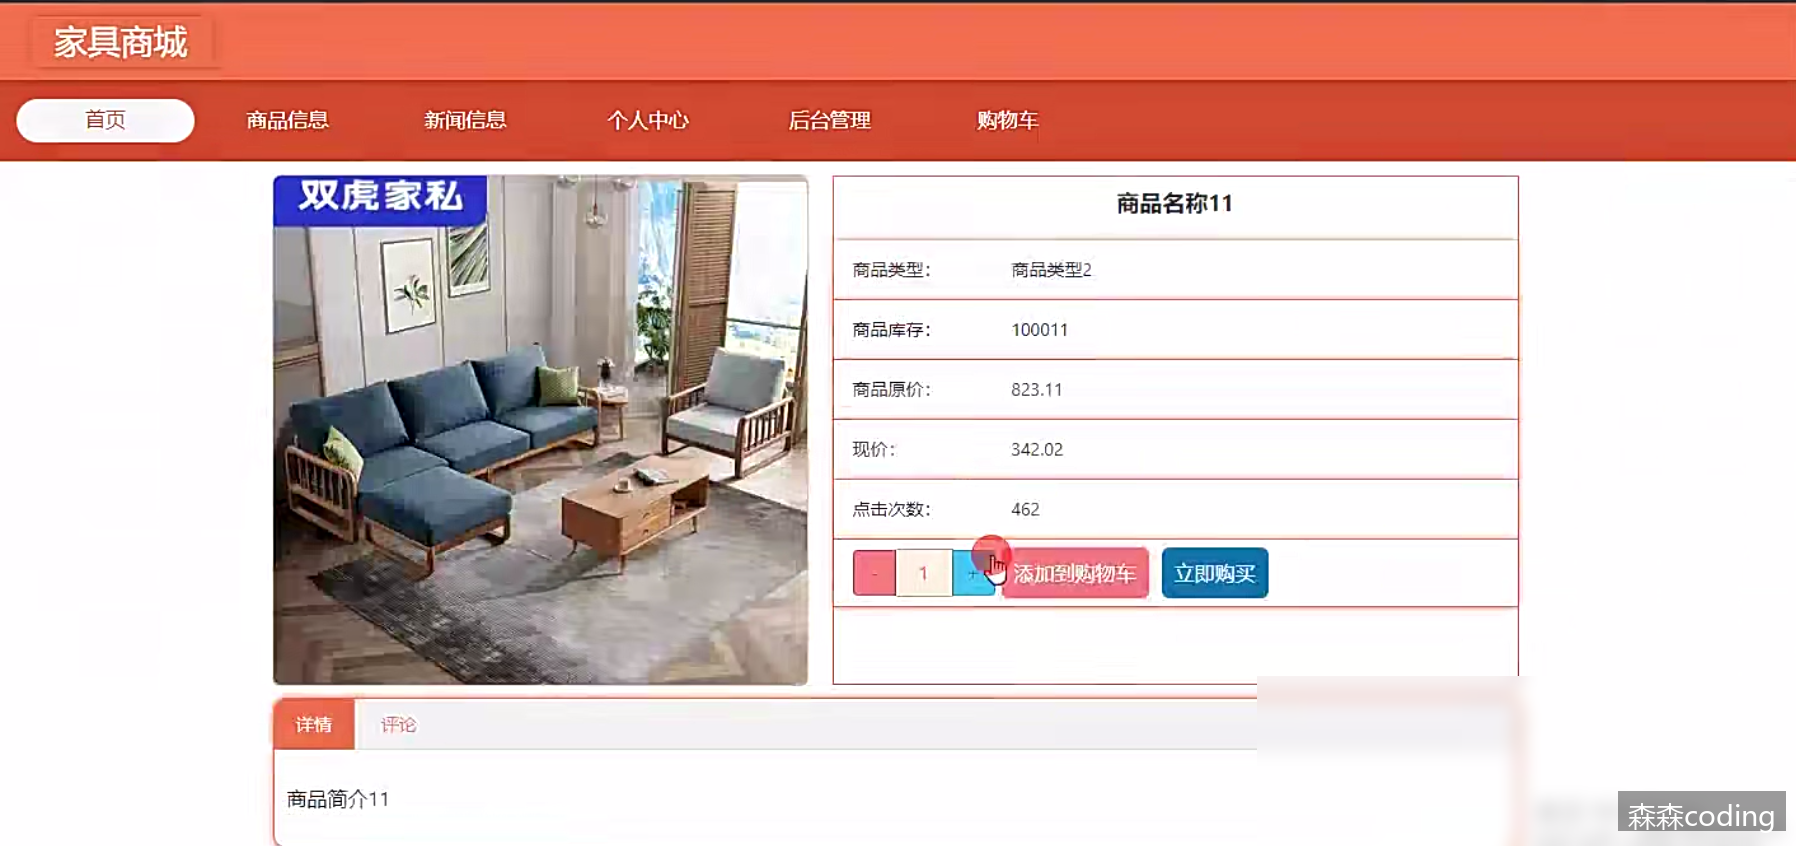 家具商城
首页 商品信息 新闻信息 个人中心 后台管理 购物车
双虎家私
商品名称11
商品类型： 商品类型2
商品库存： 100011
商品原价： 823.11
现价： 342.02
点击次数： 462
- 1 + 添加到购物车 立即购买
详情 评论
商品简介11
森森coding